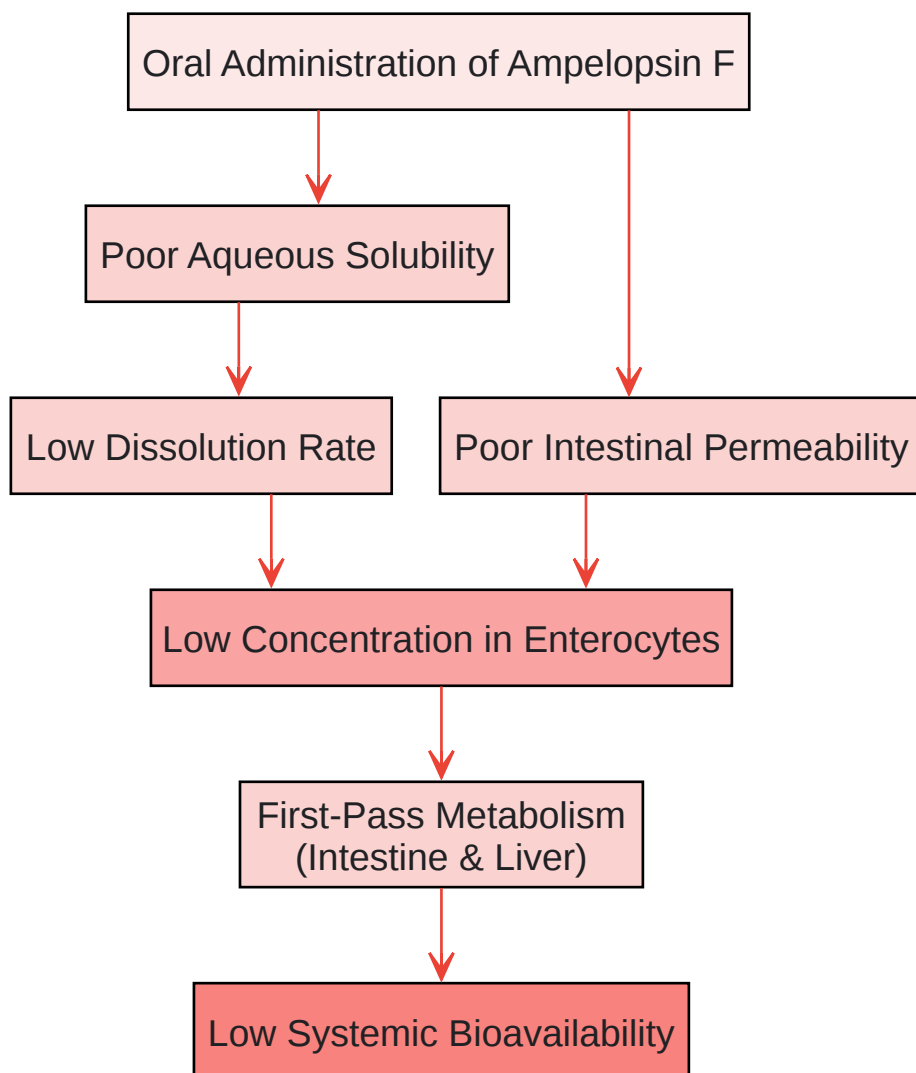 Oral Administration of Ampelopsin F
Poor Aqueous Solubility
Low Dissolution Rate
Poor Intestinal Permeability
Low Concentration in Enterocytes
First-Pass Metabolism
(Intestine & Liver)
Low Systemic Bioavailability